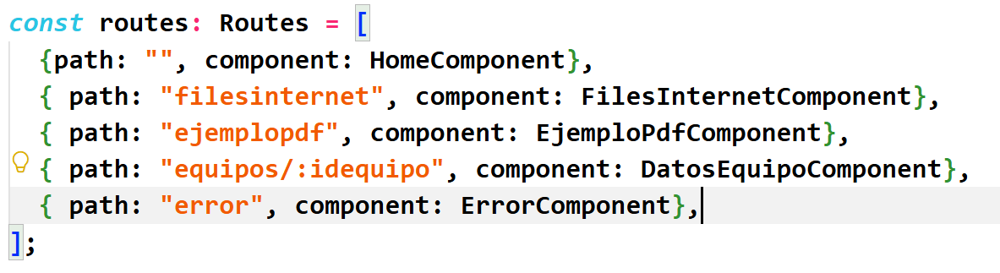 const routes: Routes = [
{path: "", component: HomeComponent},
{ path: "filesinternet", component: FilesInternetComponent},
{ path: "ejemplopdf", component: EjemploPdfComponent},
{ path: "equipos/:idequipo", component: DatosEquipoComponent},
{ path: "error", component: ErrorComponent},
];